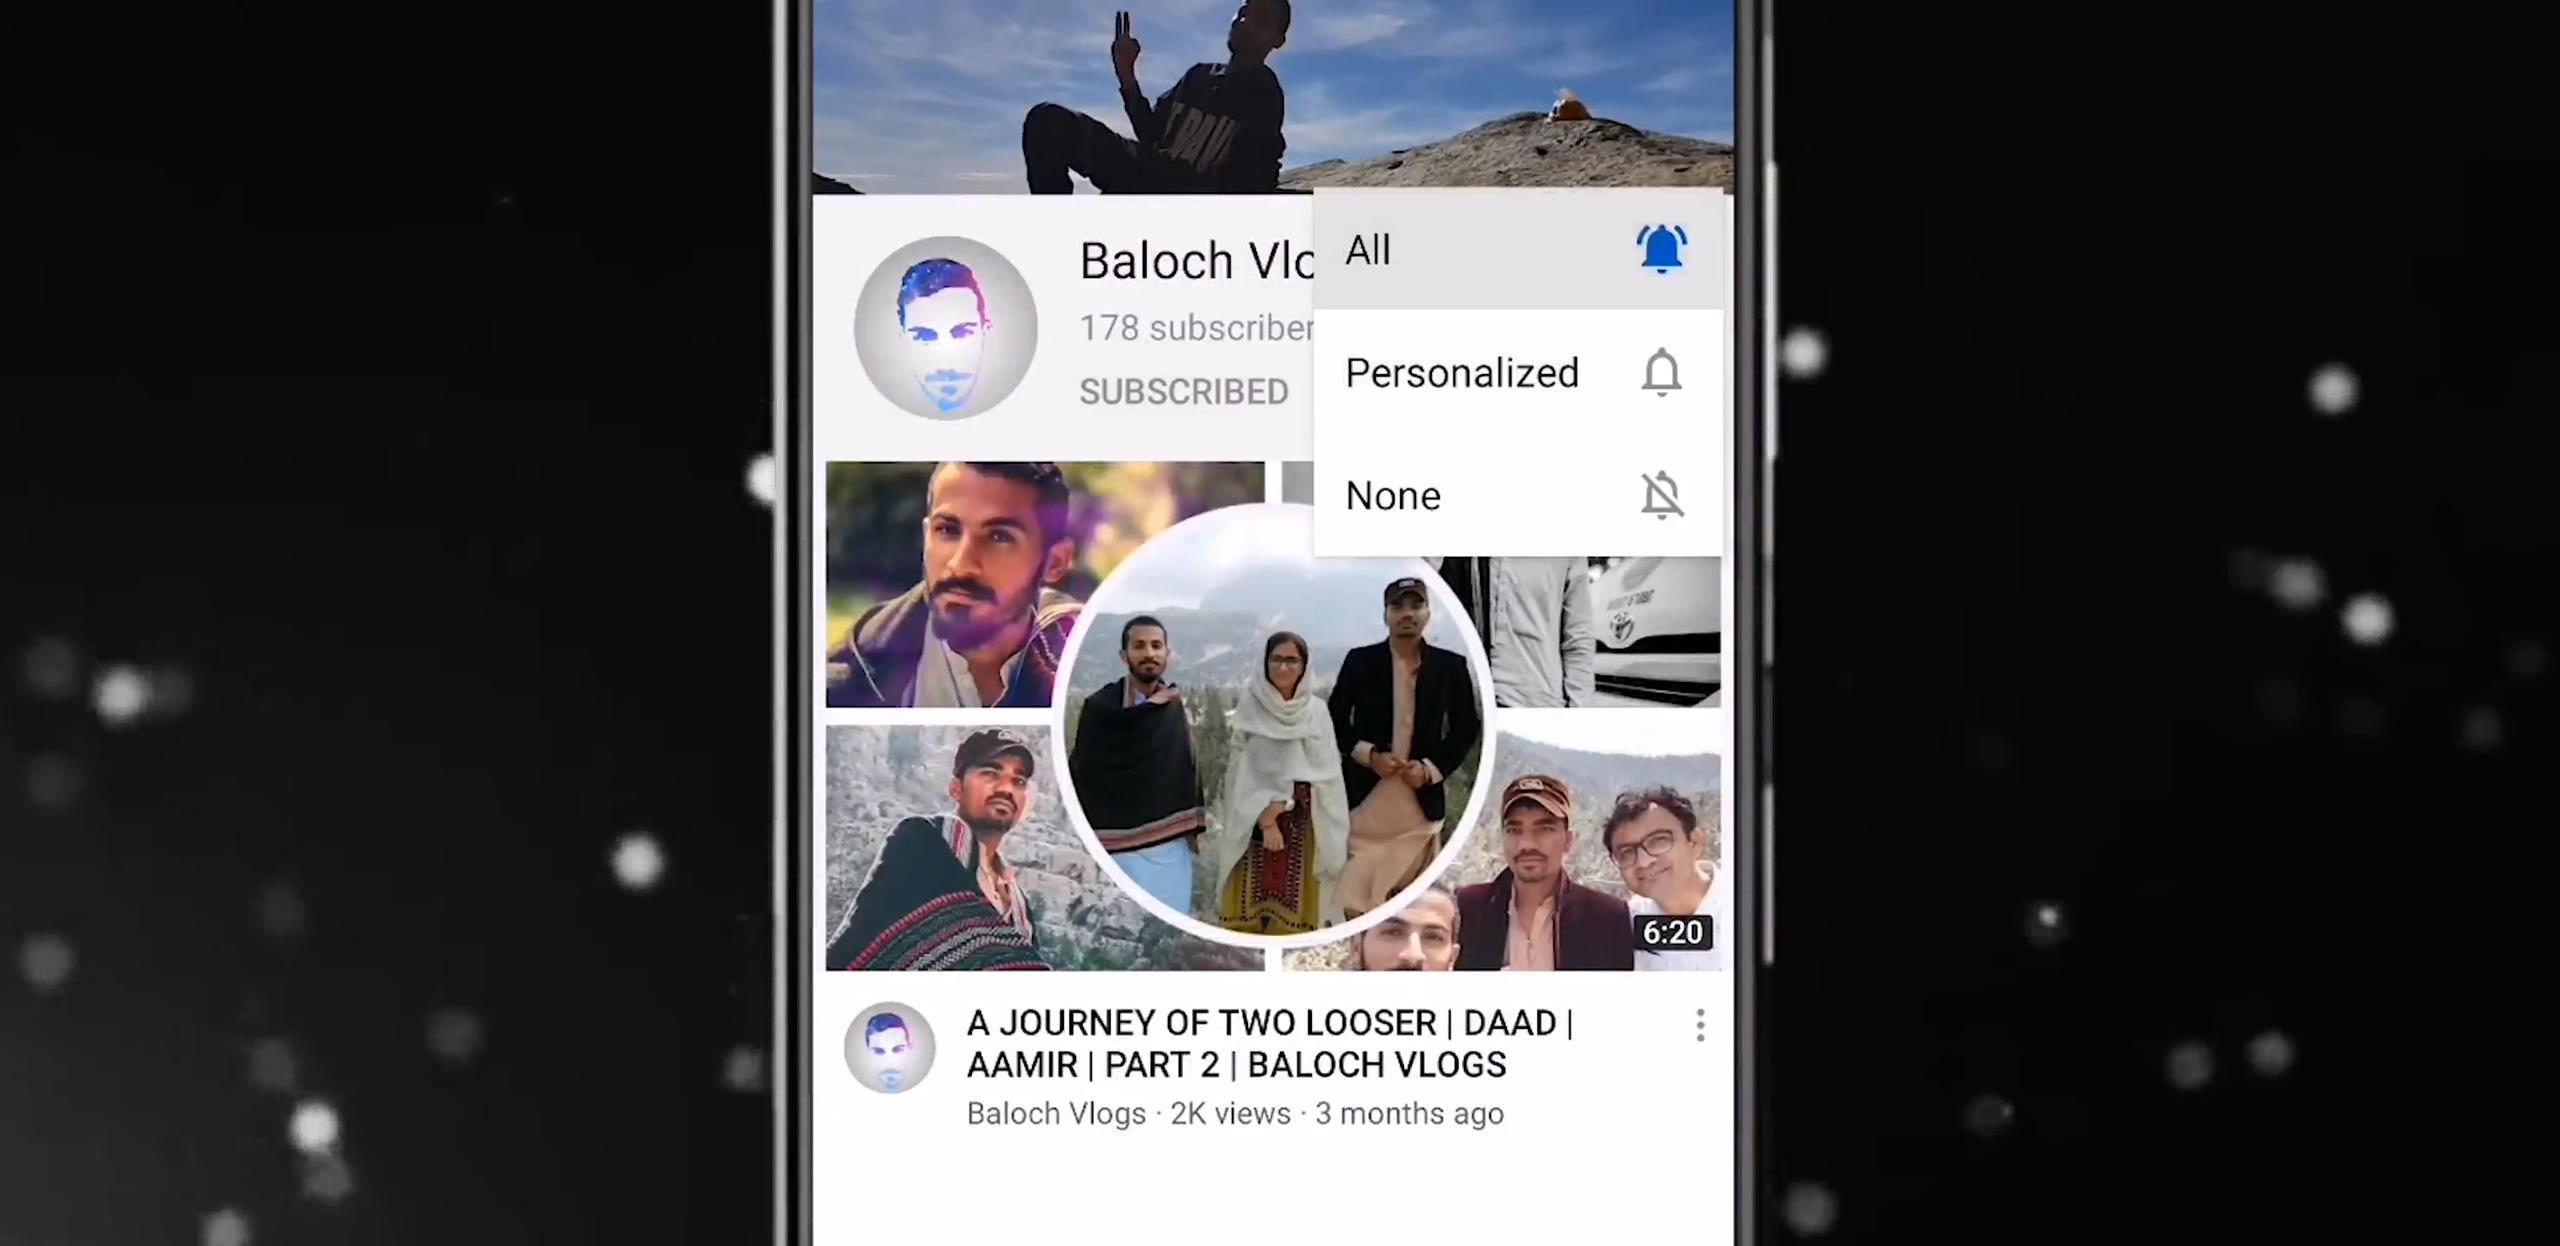 All
Baloch Vlo
178 subscriber
Personalized
SUBSCRIBED
None
6:20
A JOURNEY OF TWO LOOSER | DAAD |
AAMIR | PART 2 | BALOCH VLOGS
Baloch Vlogs · 2K views · 3 months ago